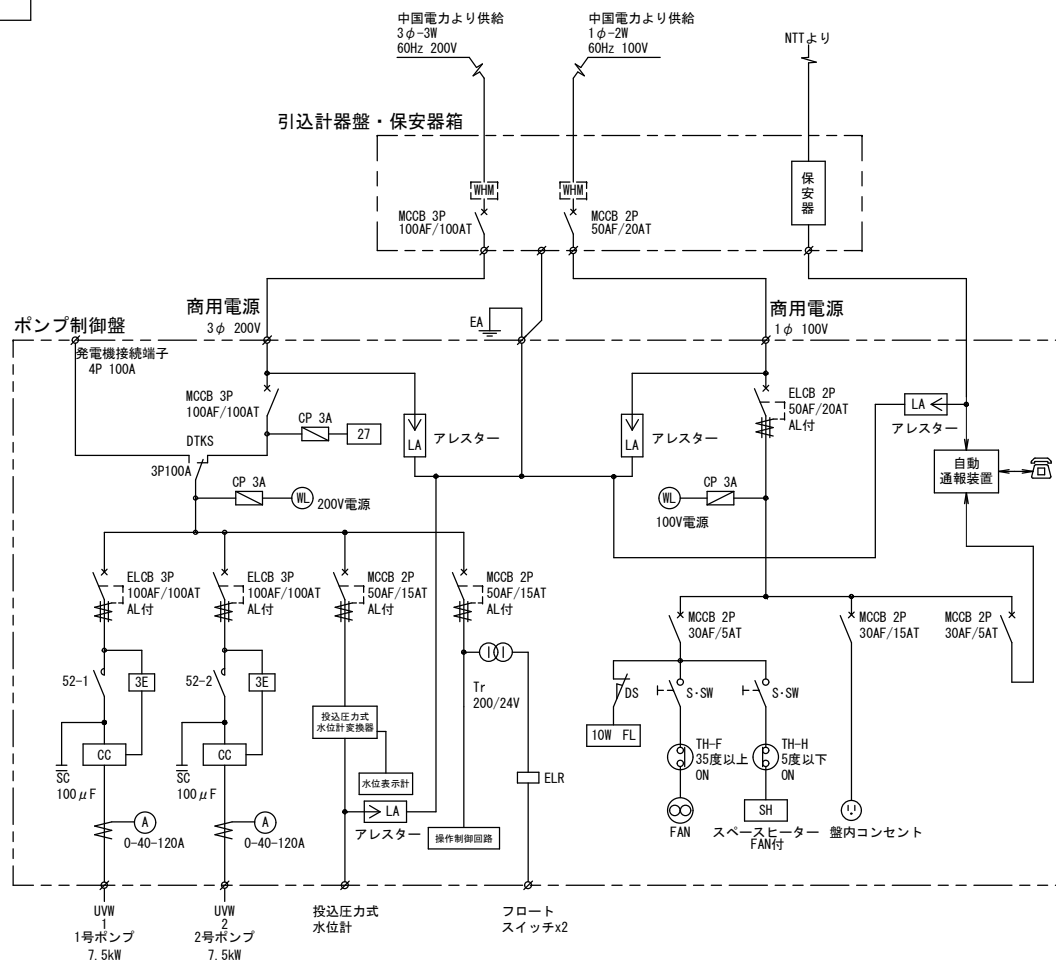 中国電力より供給
3φ-3W
60Hz 200V
中国電力より供給
1φ-2W
60Hz 100V
NTTより
引込計器盤・保安器箱
WHM
WHM
保安器
MCCB 3P
100AF/100AT
MCCB 2P
50AF/20AT
商用電源
3φ 200V
EA
商用電源
1φ 100V
ポンプ制御盤
発電機接続端子
4P 100A
MCCB 3P
100AF/100AT
CP 3A
27
LA
アレスター
LA
アレスター
ELCB 2P
50AF/20AT
AL付
LA
アレスター
DTKS
3P100A
CP 3A
WL
200V電源
CP 3A
WL
100V電源
自動
通報装置
ELCB 3P
100AF/100AT
AL付
ELCB 3P
100AF/100AT
AL付
MCCB 2P
50AF/15AT
AL付
MCCB 2P
50AF/15AT
AL付
MCCB 2P
30AF/5AT
MCCB 2P
30AF/15AT
MCCB 2P
30AF/5AT
52-1
3E
52-2
3E
Tr
200/24V
DS
S・SW
S・SW
投込圧力式
水位計変換器
10W FL
CC
CC
TH-F
35度以上
ON
TH-H
5度以下
ON
SC
100μF
SC
100μF
水位表示計
ELR
LA
アレスター
SH
A
0-40-120A
A
0-40-120A
操作制御回路
FAN
スペースヒーター
FAN付
盤内コンセント
UVW
1
1号ポンプ
7.5kW
UVW
2
2号ポンプ
7.5kW
投込圧力式
水位計
フロート
スイッチx2